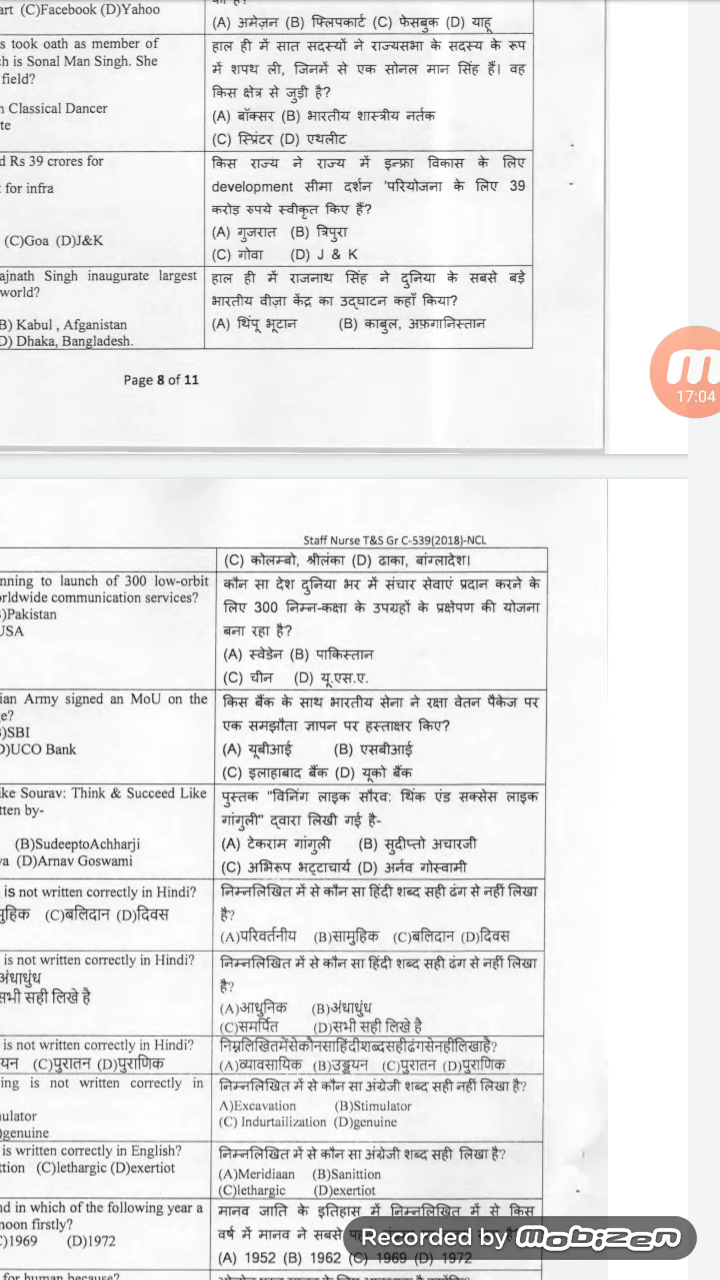 art (C)Facebook (D)Yahoo
(A) अमेज़न (B) फ्लिपकार्ट (C) फेसबुक (D) याहू
s took oath as member of
h is Sonal Man Singh. She
field?
n Classical Dancer
te
हाल ही में सात सदस्यों ने राज्यसभा के सदस्य के रूप
में शपथ ली, जिनमें से एक सोनल मान सिंह हैं। वह
किस क्षेत्र से जुड़ी है?
(A) बॉक्सर (B) भारतीय शास्त्रीय नर्तक
(C) स्प्रिंटर (D) एथलीट
d Rs 39 crores for
for infra
(C)Goa (D)J&K
किस राज्य ने राज्य में इन्फ्रा विकास के लिए
development सीमा दर्शन 'परियोजना के लिए 39
करोड़ रुपये स्वीकृत किए हैं?
(A) गुजरात (B) त्रिपुरा
(C) गोवा (D) J & K
ajnath Singh inaugurate largest
world?
B) Kabul , Afganistan
D) Dhaka, Bangladesh.
हाल ही में राजनाथ सिंह ने दुनिया के सबसे बड़े
भारतीय वीज़ा केंद्र का उद्घाटन कहाँ किया?
(A) थिंपू भूटान (B) काबुल, अफ़गानिस्तान
Page 8 of 11
17:04
Staff Nurse T&S Gr C-539(2018)-NCL
(C) कोलम्बो, श्रीलंका (D) ढाका, बांग्लादेश।
nning to launch of 300 low-orbit
orldwide communication services?
)Pakistan
USA
कौन सा देश दुनिया भर में संचार सेवाएं प्रदान करने के
लिए 300 निम्न-कक्षा के उपग्रहों के प्रक्षेपण की योजना
बना रहा है?
(A) स्वेडेन (B) पाकिस्तान
(C) चीन (D) यू.एस.ए.
ian Army signed an MoU on the
e?
)SBI
D)UCO Bank
किस बैंक के साथ भारतीय सेना ने रक्षा वेतन पैकेज पर
एक समझौता ज्ञापन पर हस्ताक्षर किए?
(A) यूबीआई (B) एसबीआई
(C) इलाहाबाद बैंक (D) यूको बैंक
ike Sourav: Think & Succeed Like
tten by-
(B)SudeeptoAchharji
ya (D)Arnav Goswami
पुस्तक "विनिंग लाइक सौरव: थिंक एंड सक्सेस लाइक
गांगुली" द्वारा लिखी गई है-
(A) टेकराम गांगुली (B) सुदीप्तो अचारजी
(C) अभिरूप भट्टाचार्य (D) अर्नव गोस्वामी
is not written correctly in Hindi?
मुहिक (C)बलिदान (D)दिवस
निम्नलिखित में से कौन सा हिंदी शब्द सही ढंग से नहीं लिखा
है?
(A)परिवर्तनीय (B)सामुहिक (C)बलिदान (D)दिवस
is not written correctly in Hindi?
अंधाधुंध
सभी सही लिखे है
निम्नलिखित में से कौन सा हिंदी शब्द सही ढंग से नहीं लिखा
है?
(A)आधुनिक (B)अंधाधुंध
(C)समर्पित (D)सभी सही लिखे है
is not written correctly in Hindi?
यन (C)पुरातन (D)पुराणिक
निम्नलिखितमेंसेकौनसाहिंदीशब्दसहीढंगसेनहींलिखाहै?
(A)व्यावसायिक (B)उड्डयन (C)पुरातन (D)पुराणिक
ing is not written correctly in
ulator
)genuine
निम्नलिखित में से कौन सा अंग्रेजी शब्द सही नहीं लिखा है?
A)Excavation (B)Stimulator
(C) Indurtailization (D)genuine
is written correctly in English?
ttion (C)lethargic (D)exertiot
निम्नलिखित में से कौन सा अंग्रेजी शब्द सही लिखा है?
(A)Meridiaan (B)Sanittion
(C)lethargic (D)exertiot
nd in which of the following year a
moon firstly?
C)1969 (D)1972
मानव जाति के इतिहास में निम्नलिखित में से किस
वर्ष में मानव ने सबसे
(A) 1952 (B) 1962 (C) 1969 (D) 1972
Recorded by mobizen
for human because?